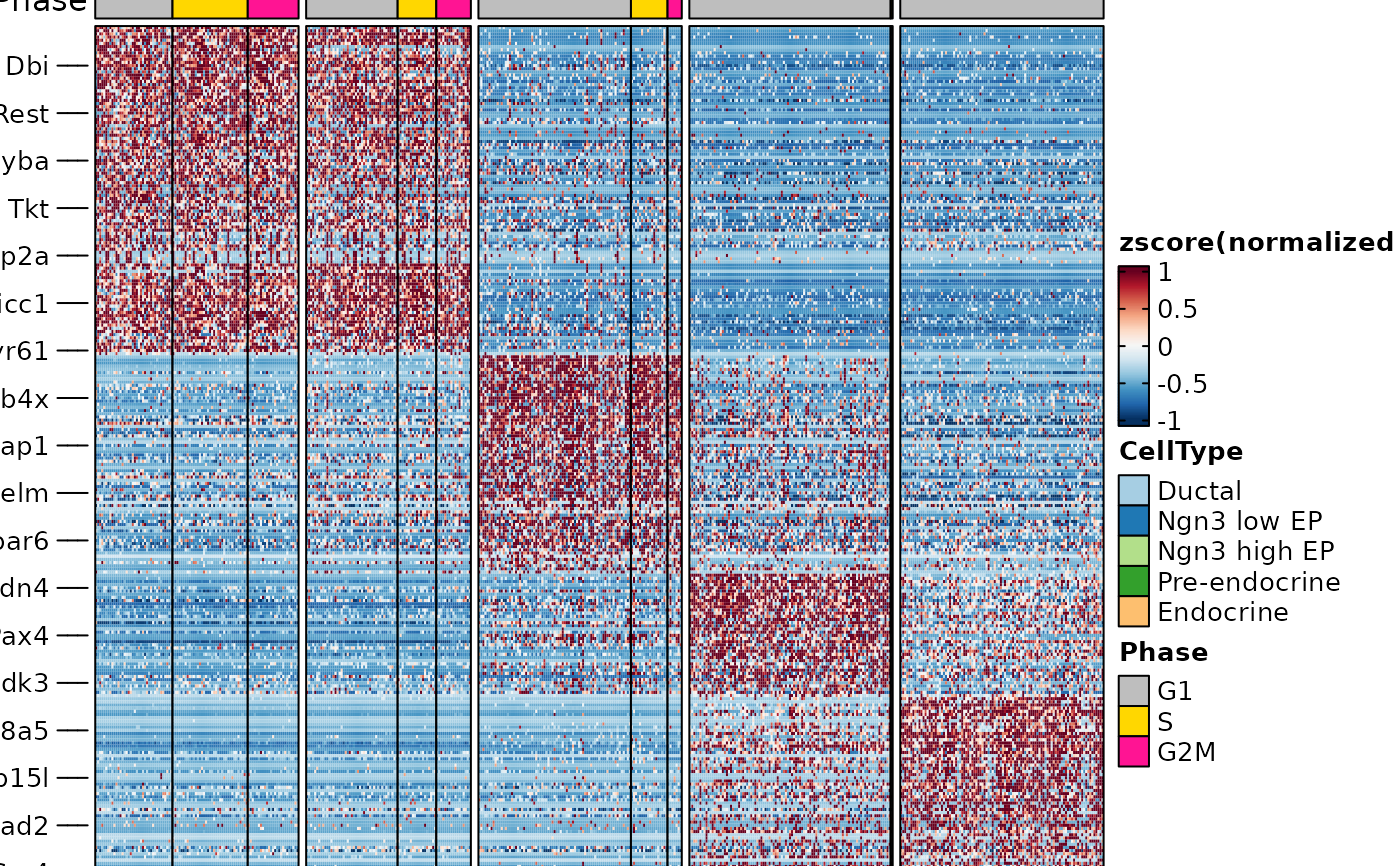 Phase
Dbi
Rest
yba
Tkt
p2a
icc1
yr61
b4x
ap1
elm
par6
dn4
Pax4
dk3
8a5
o15l
ad2
zscore(normalized
1
0.5
0
-0.5
-1
CellType
Ductal
Ngn3 low EP
Ngn3 high EP
Pre-endocrine
Endocrine
Phase
G1
S
G2M